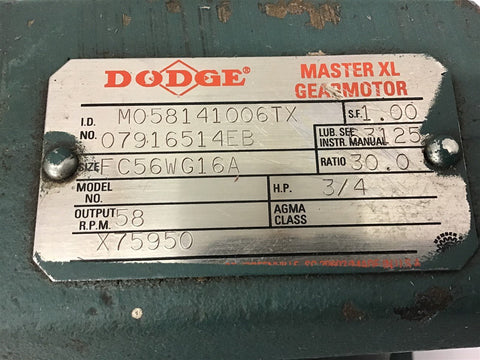 DODGE MASTER XL GEARMOTOR
I.D. NO. M058141006TX S.F. 1.00
07916514EB LUB. SEE INSTR. MANUAL 3125
SIZE FC56WG16A RATIO 30.0
MODEL NO. H.P. 3/4
OUTPUT R.P.M. 58 AGMA CLASS
X75950